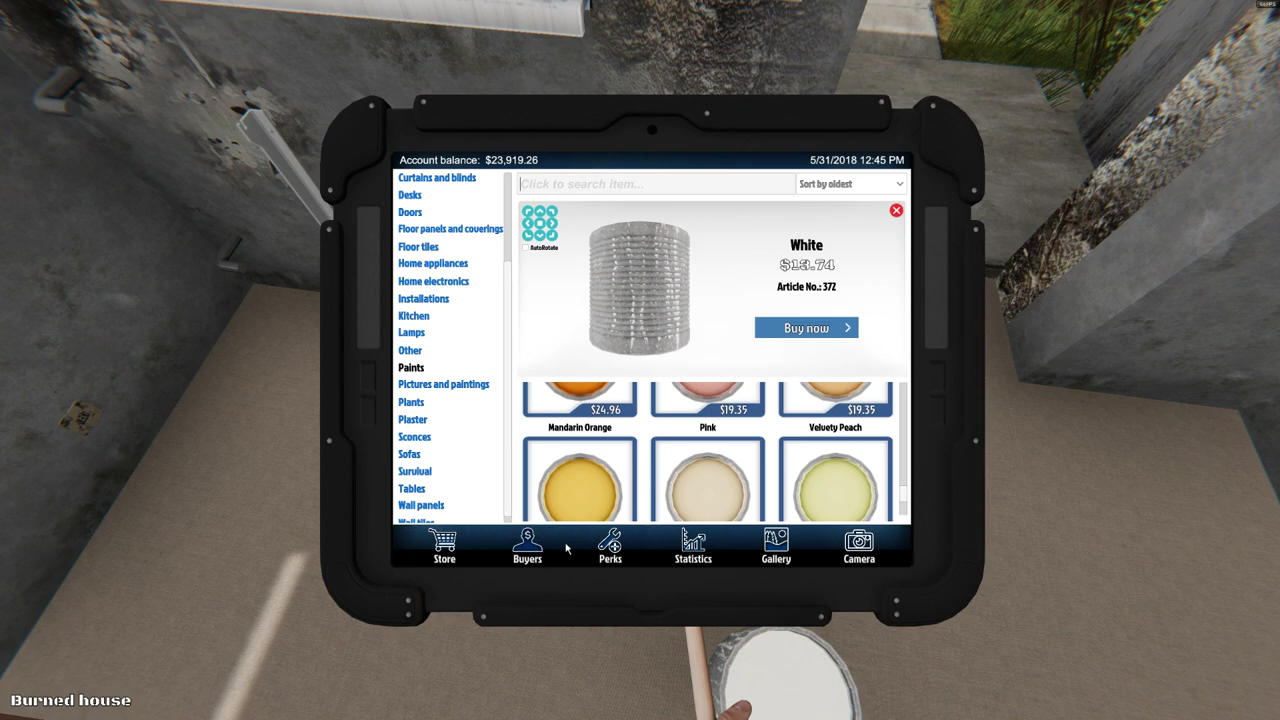 Account balance: $23,919.26
5/31/2018 12:45 PM
Curtains and blinds
Desks
Doors
Floor panels and coverings
Floor tiles
Home appliances
Home electronics
Installations
Kitchen
Lamps
Other
Paints
Pictures and paintings
Plants
Plaster
Sconces
Sofas
Survival
Tables
Wall panels
Wall tiles
Click to search item...
Sort by oldest
AutoRotate
White
$13.74
Article No.: 372
Buy now
$24.96
$19.35
$19.35
Mandarin Orange
Pink
Velvety Peach
Store
Buyers
Perks
Statistics
Gallery
Camera
Burned house